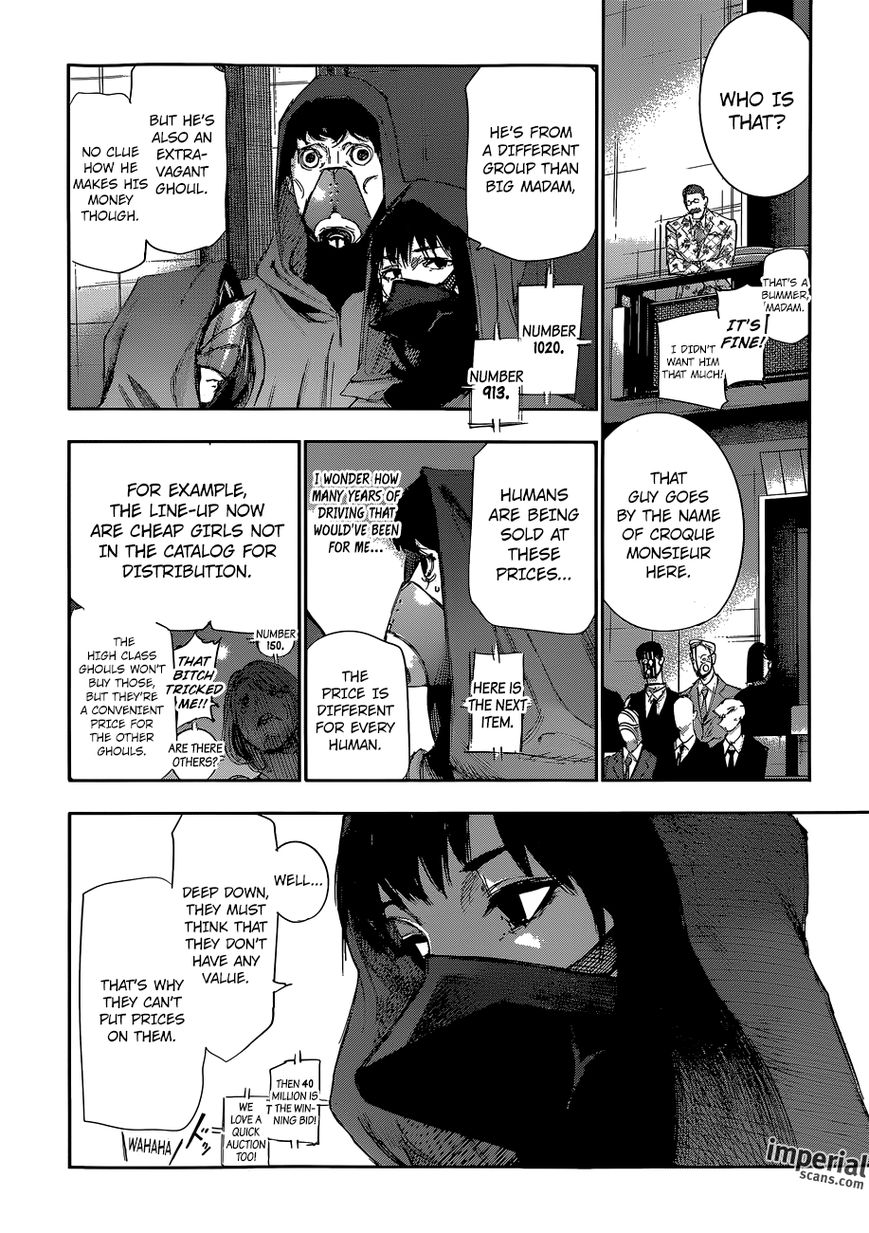 WHO IS
THAT?
THAT'S A
BUMMER,
MADAM.
IT'S
FINE!
I DIDN'T
WANT HIM
THAT MUCH!
THAT
GUY GOES
BY THE NAME
OF CROQUE
MONSIEUR
HERE.
HE'S FROM
A DIFFERENT
GROUP THAN
BIG MADAM,
BUT HE'S
ALSO AN
EXTRA-
VAGANT
GHOUL.
NO CLUE
HOW HE
MAKES HIS
MONEY
THOUGH.
NUMBER
1020.
NUMBER
913.
HUMANS
ARE BEING
SOLD AT
THESE
PRICES...
I WONDER HOW
MANY YEARS OF
DRIVING THAT
WOULD'VE BEEN
FOR ME...
HERE IS
THE NEXT
ITEM.
THE
PRICE IS
DIFFERENT
FOR EVERY
HUMAN.
FOR EXAMPLE,
THE LINE-UP NOW
ARE CHEAP GIRLS NOT
IN THE CATALOG FOR
DISTRIBUTION.
NUMBER
150.
THAT
BITCH
TRICKED
ME!!
ARE THERE
OTHERS?
THE
HIGH CLASS
GHOULS WON'T
BUY THOSE,
BUT THEY'RE
A CONVENIENT
PRICE FOR
THE OTHER
GHOULS.
WELL...
DEEP DOWN,
THEY MUST
THINK THAT
THEY DON'T
HAVE ANY
VALUE.
THAT'S WHY
THEY CAN'T
PUT PRICES
ON THEM.
THEN 40
MILLION IS
THE WIN-
NING BID!
WE
LOVE A
QUICK
AUCTION
TOO!
ドッ
WAHAHA
imperial
scans.com